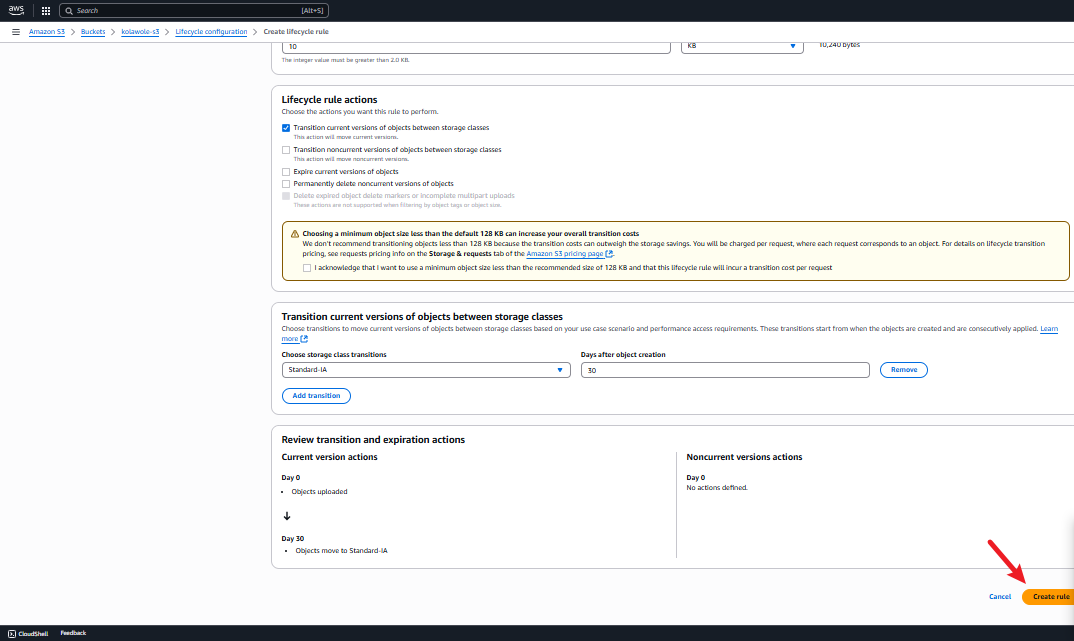 aws
Search [Alt+S]
Amazon S3 > Buckets > kolawole-s3 > Lifecycle configuration > Create lifecycle rule
10 KB 10,240 bytes
The integer value must be greater than 2.0 KB.
Lifecycle rule actions
Choose the actions you want this rule to perform.
Transition current versions of objects between storage classes
This action will move current versions.
Transition noncurrent versions of objects between storage classes
This action will move noncurrent versions.
Expire current versions of objects
Permanently delete noncurrent versions of objects
Delete expired object delete markers or incomplete multipart uploads
These actions are not supported when filtering by object tags or object size.
Choosing a minimum object size less than the default 128 KB can increase your overall transition costs
We don't recommend transitioning objects less than 128 KB because the transition costs can outweigh the storage savings. You will be charged per request, where each request corresponds to an object. For details on lifecycle transition
pricing, see requests pricing info on the Storage & requests tab of the Amazon S3 pricing page.
I acknowledge that I want to use a minimum object size less than the recommended size of 128 KB and that this lifecycle rule will incur a transition cost per request
Transition current versions of objects between storage classes
Choose transitions to move current versions of objects between storage classes based on your use case scenario and performance access requirements. These transitions start from when the objects are created and are consecutively applied. Learn
more
Choose storage class transitions Days after object creation
Standard-IA 30 Remove
Add transition
Review transition and expiration actions
Current version actions
Day 0
• Objects uploaded
Day 30
• Objects move to Standard-IA
Noncurrent versions actions
Day 0
No actions defined.
Cancel Create rule
CloudShell Feedback